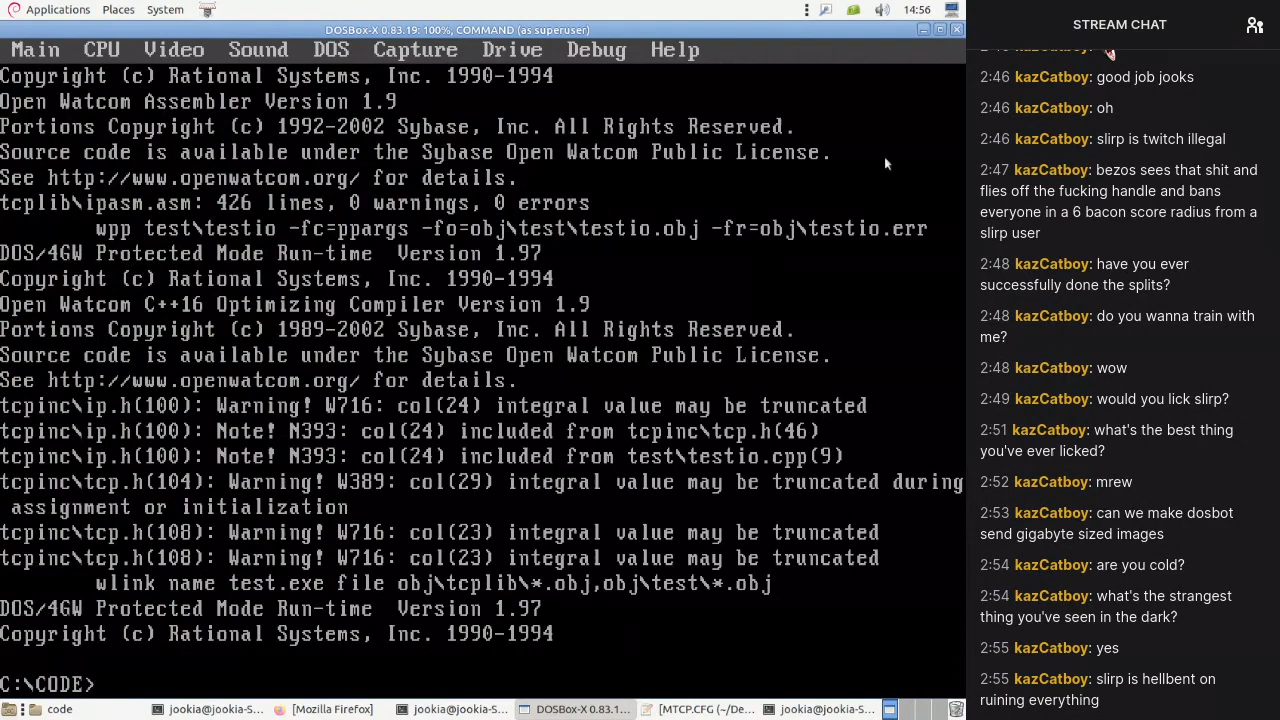 Applications Places System 14:56
DOSBox-X 0.83.19: 100%, COMMAND (as superuser)
Main CPU Video Sound DOS Capture Drive Debug Help
Copyright (c) Rational Systems, Inc. 1990-1994
Open Watcom Assembler Version 1.9
Portions Copyright (c) 1992-2002 Sybase, Inc. All Rights Reserved.
Source code is available under the Sybase Open Watcom Public License.
See http://www.openwatcom.org/ for details.
tcplib\ipasm.asm: 426 lines, 0 warnings, 0 errors
wpp test\testio -fc=ppargs -fo=obj\test\testio.obj -fr=obj\testio.err
DOS/4GW Protected Mode Run-time  Version 1.97
Copyright (c) Rational Systems, Inc. 1990-1994
Open Watcom C++16 Optimizing Compiler Version 1.9
Portions Copyright (c) 1989-2002 Sybase, Inc. All Rights Reserved.
Source code is available under the Sybase Open Watcom Public License.
See http://www.openwatcom.org/ for details.
tcpinc\ip.h(100): Warning! W716: col(24) integral value may be truncated
tcpinc\ip.h(100): Note! N393: col(24) included from tcpinc\tcp.h(46)
tcpinc\ip.h(100): Note! N393: col(24) included from test\testio.cpp(9)
tcpinc\tcp.h(104): Warning! W389: col(29) integral value may be truncated during
assignment or initialization
tcpinc\tcp.h(108): Warning! W716: col(23) integral value may be truncated
tcpinc\tcp.h(108): Warning! W716: col(23) integral value may be truncated
wlink name test.exe file obj\tcplib\*.obj,obj\test\*.obj
DOS/4GW Protected Mode Run-time  Version 1.97
Copyright (c) Rational Systems, Inc. 1990-1994
C:\CODE>
code jookia@jookia-S... [Mozilla Firefox] jookia@jookia-S... DOSBox-X 0.83.1... [MTCP.CFG (~/De... jookia@jookia-S...
STREAM CHAT
2:46 kazCatboy: good job jooks
2:46 kazCatboy: oh
2:46 kazCatboy: slirp is twitch illegal
2:47 kazCatboy: bezos sees that shit and
flies off the fucking handle and bans
everyone in a 6 bacon score radius from a
slirp user
2:48 kazCatboy: have you ever
successfully done the splits?
2:48 kazCatboy: do you wanna train with
me?
2:48 kazCatboy: wow
2:49 kazCatboy: would you lick slirp?
2:51 kazCatboy: what's the best thing
you've ever licked?
2:52 kazCatboy: mrew
2:53 kazCatboy: can we make dosbot
send gigabyte sized images
2:54 kazCatboy: are you cold?
2:54 kazCatboy: what's the strangest
thing you've seen in the dark?
2:55 kazCatboy: yes
2:55 kazCatboy: slirp is hellbent on
ruining everything